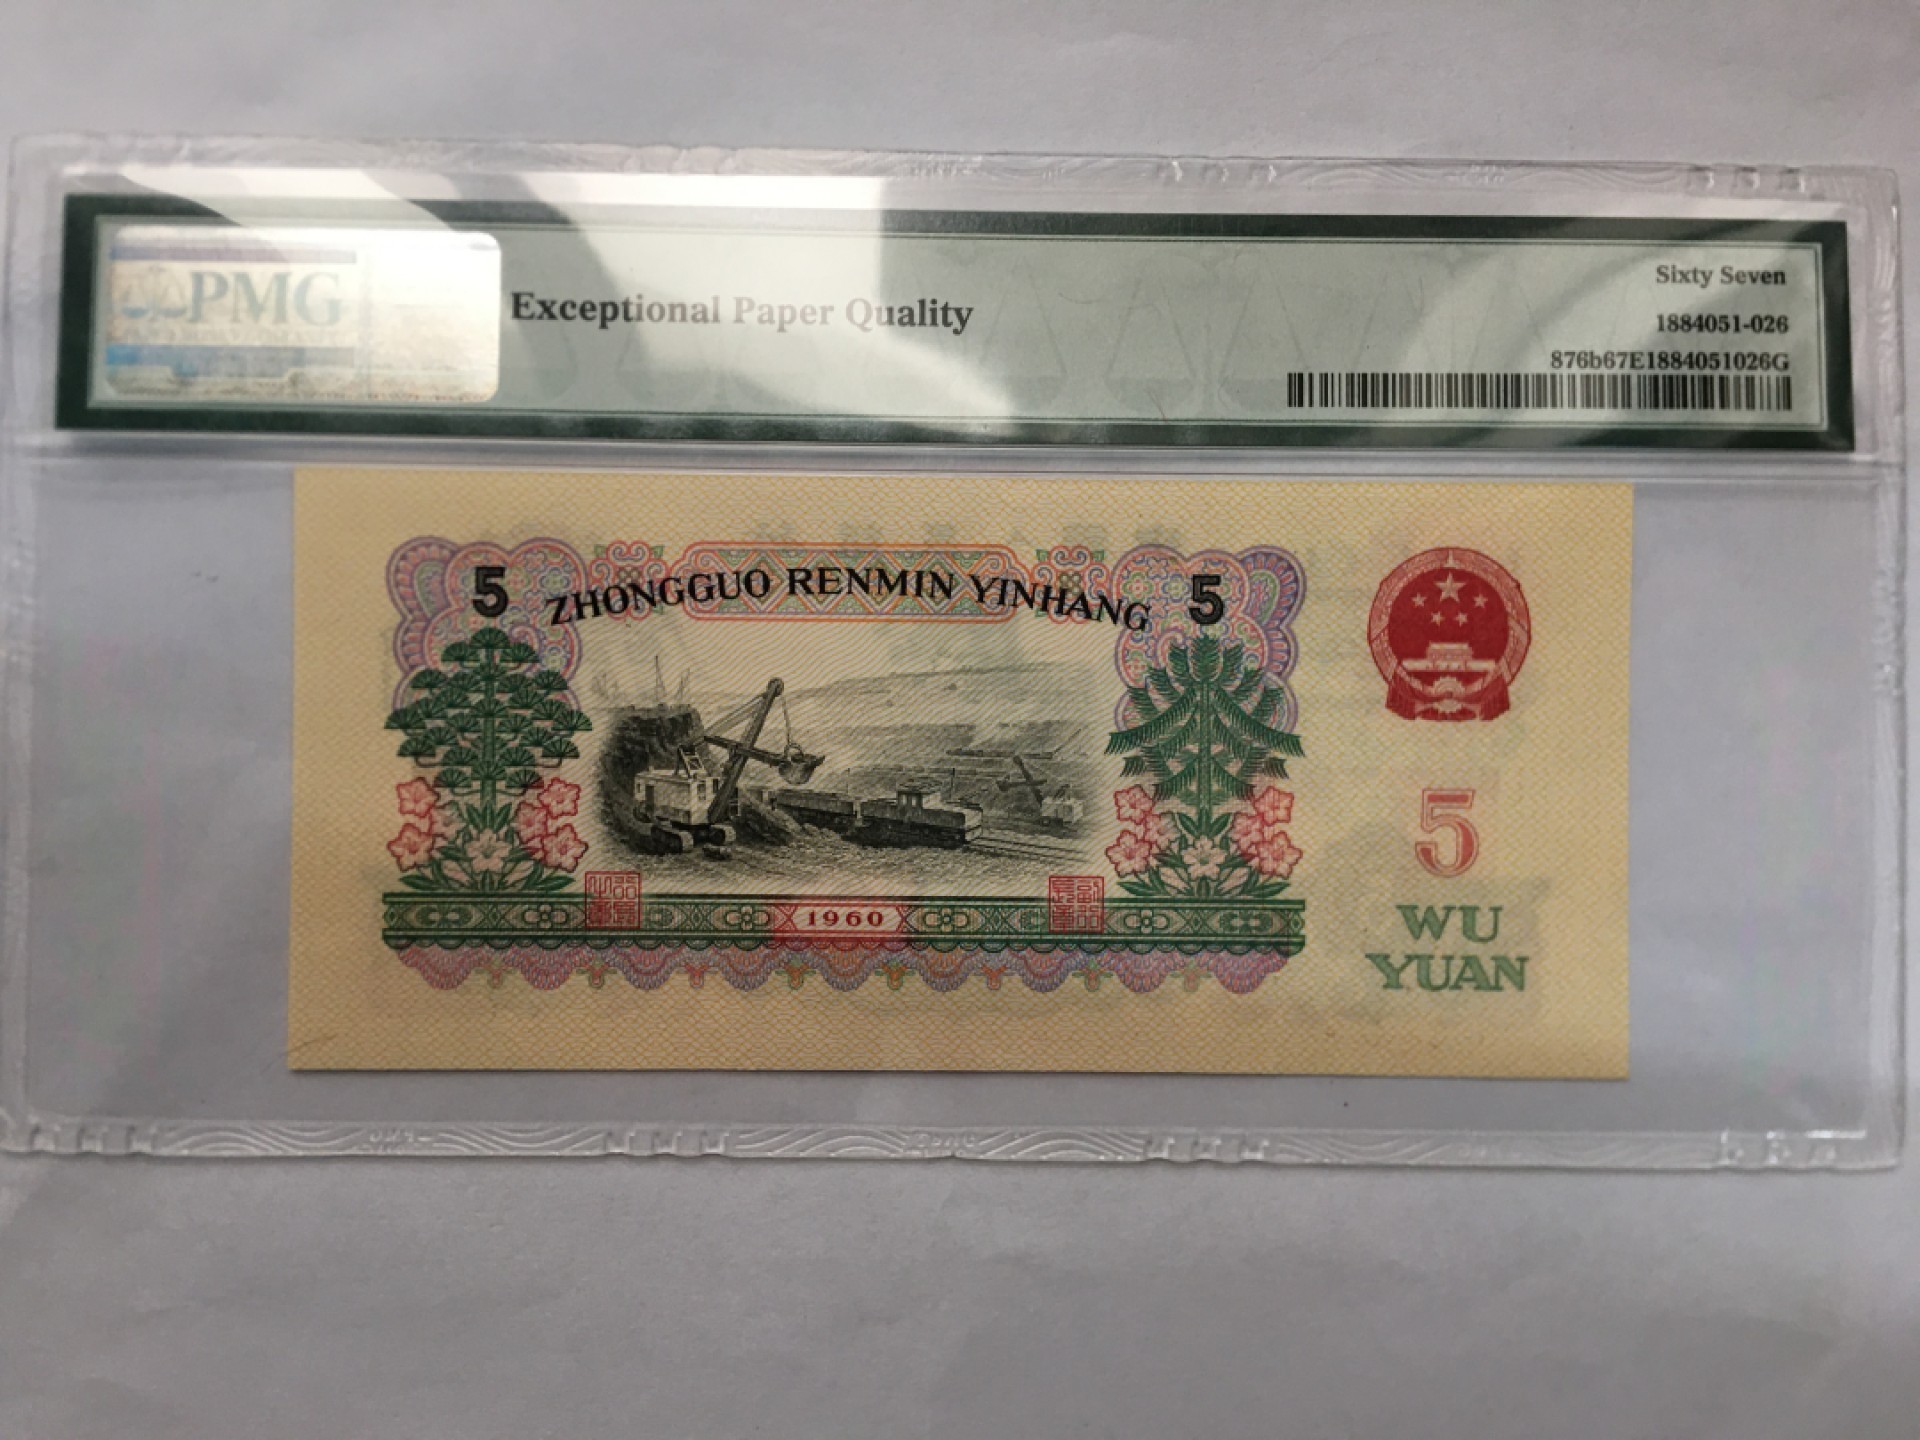 PMG
Exceptional Paper Quality
Sixty Seven
1884051-026
876b67E1884051026G
5 ZHONGGUO RENMIN YINHANG 5
5
WU
YUAN
1960